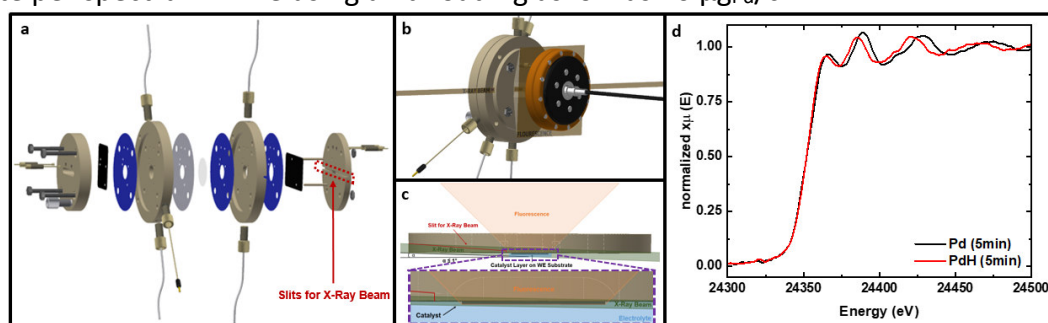 a
b
c
d
Slits for X-Ray Beam
Fluorescence
Slit for X-Ray Beam
X-Ray Beam
Catalyst Layer on WE Substrate
X-Ray Beam
Catalyst
Electrolyte
normalized xμ (E)
1.00
0.75
0.50
0.25
0.00
Pd (5min)
PdH (5min)
24300
24350
24400
24450
24500
Energy (eV)